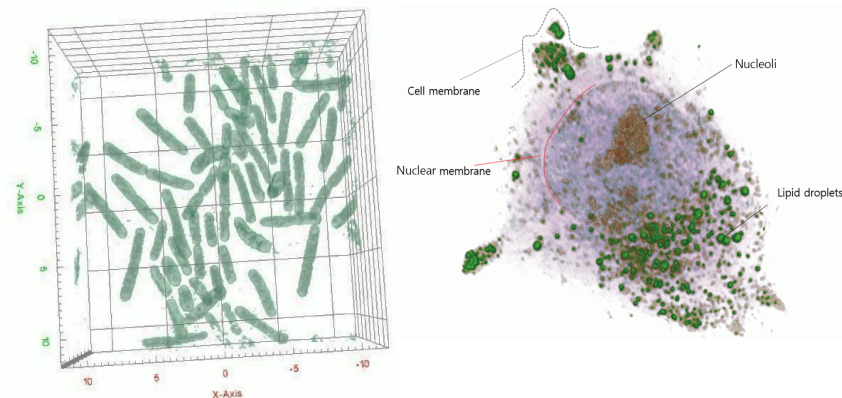 -10
-5
0
5
10
Y-Axis
10
5
0
-5
-10
X-Axis
Cell membrane
Nucleoli
Nuclear membrane
Lipid droplets